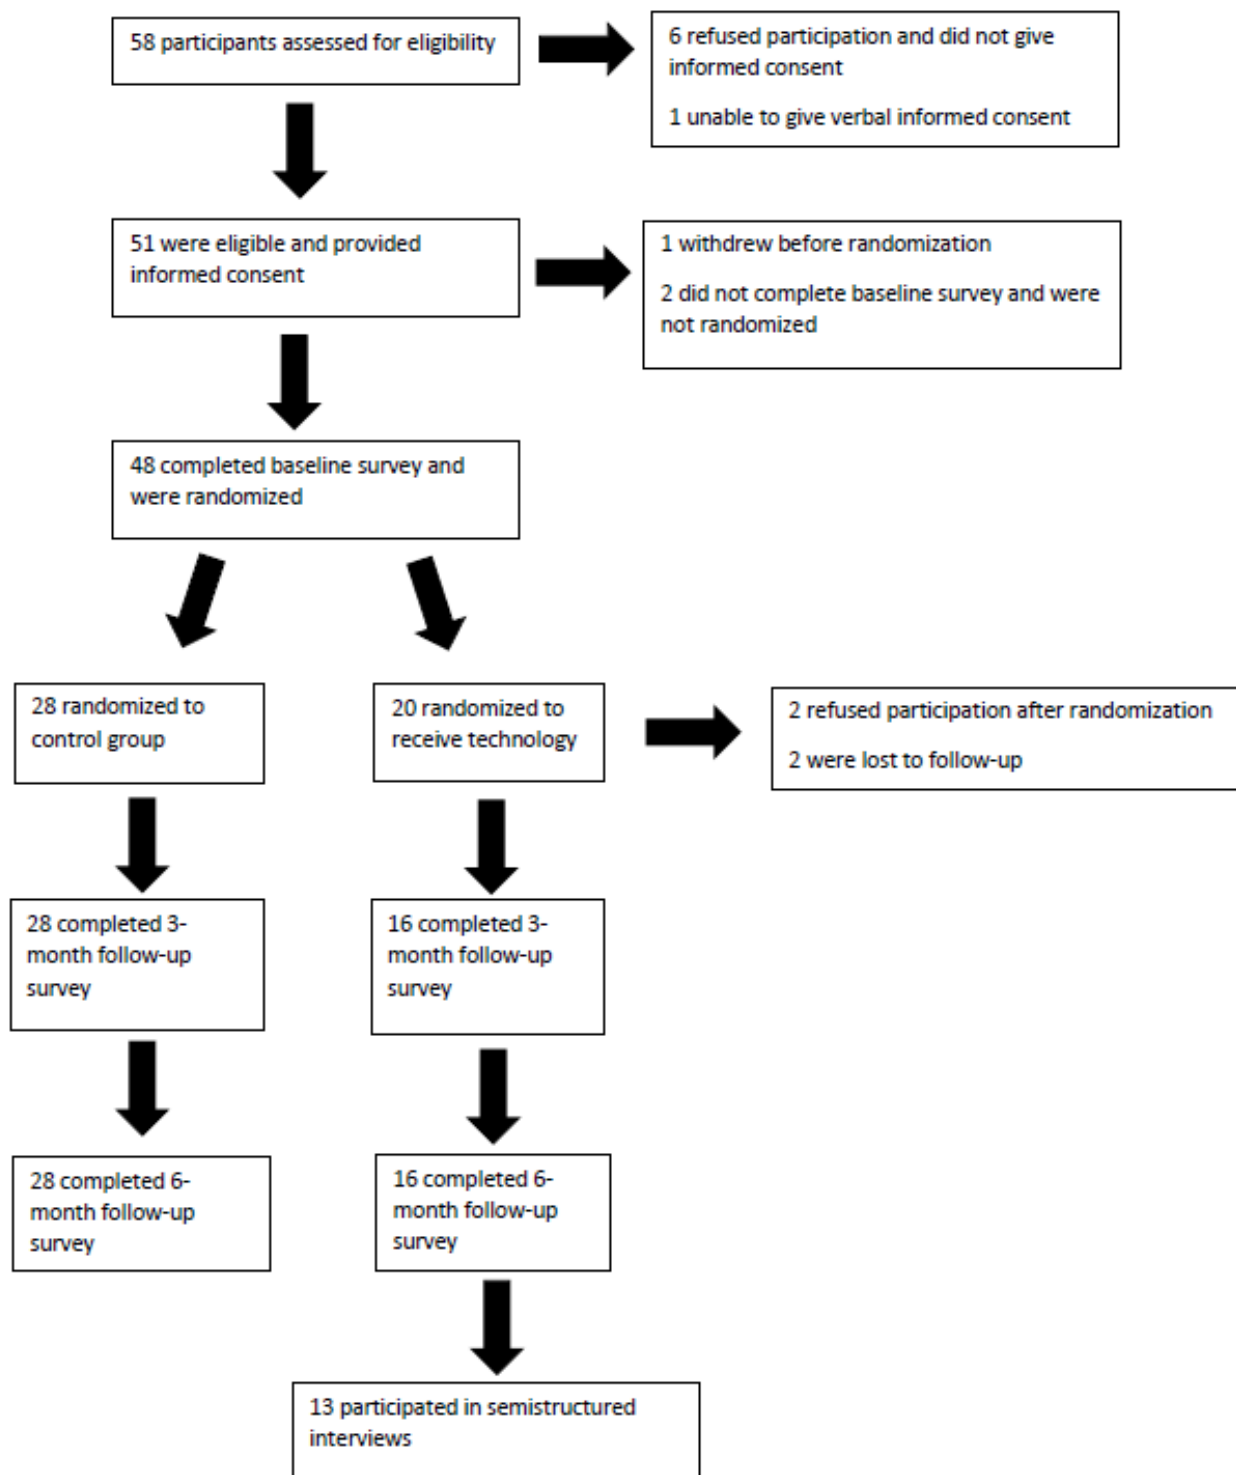 58 participants assessed for eligibility
6 refused participation and did not give
informed consent
1 unable to give verbal informed consent
51 were eligible and provided
informed consent
1 withdrew before randomization
2 did not complete baseline survey and were
not randomized
48 completed baseline survey and
were randomized
28 randomized to
control group
20 randomized to
receive technology
2 refused participation after randomization
2 were lost to follow-up
28 completed 3-
month follow-up
survey
16 completed 3-
month follow-up
survey
28 completed 6-
month follow-up
survey
16 completed 6-
month follow-up
survey
13 participated in semistructured
interviews